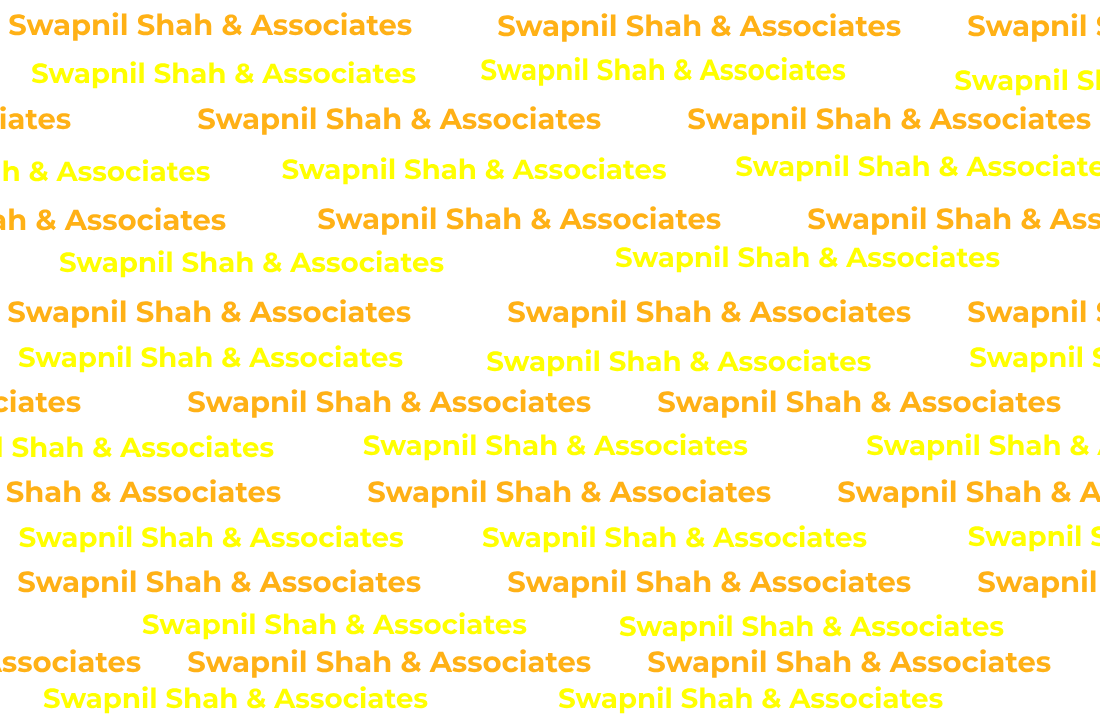 Swapnil Shah & Associates Swapnil Shah & Associates Swapnil
Swapnil Shah & Associates Swapnil Shah & Associates Swapnil Sh
iates Swapnil Shah & Associates Swapnil Shah & Associates
h & Associates Swapnil Shah & Associates Swapnil Shah & Associate
ah & Associates Swapnil Shah & Associates Swapnil Shah & Ass
Swapnil Shah & Associates Swapnil Shah & Associates
Swapnil Shah & Associates Swapnil Shah & Associates Swapnil
Swapnil Shah & Associates Swapnil Shah & Associates Swapnil S
ciates Swapnil Shah & Associates Swapnil Shah & Associates
l Shah & Associates Swapnil Shah & Associates Swapnil Shah &
Shah & Associates Swapnil Shah & Associates Swapnil Shah & A
Swapnil Shah & Associates Swapnil Shah & Associates Swapnil S
Swapnil Shah & Associates Swapnil Shah & Associates Swapnil
Swapnil Shah & Associates Swapnil Shah & Associates
ssociates Swapnil Shah & Associates Swapnil Shah & Associates
Swapnil Shah & Associates Swapnil Shah & Associates